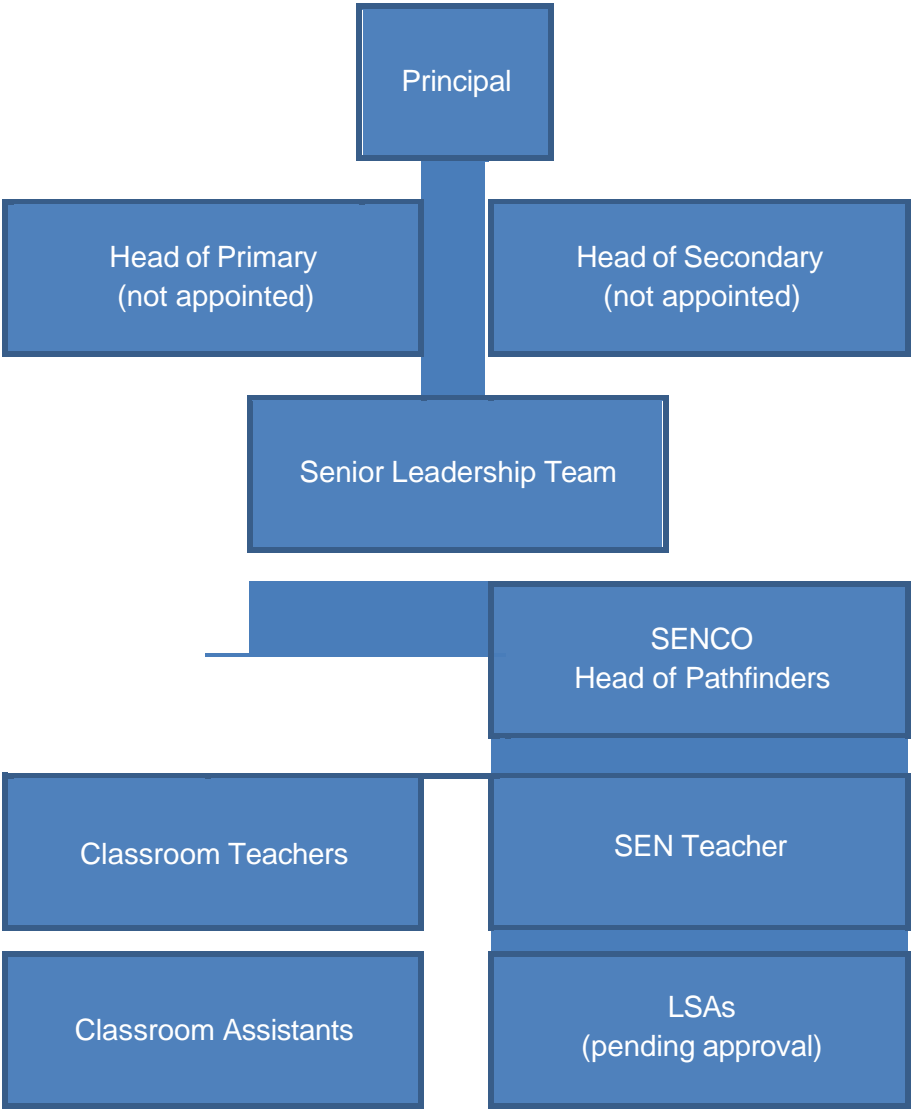 Principal
Head of Primary
(not appointed)
Head of Secondary
(not appointed)
Senior Leadership Team
SENCO
Head of Pathfinders
Classroom Teachers
SEN Teacher
Classroom Assistants
LSAs
(pending approval)